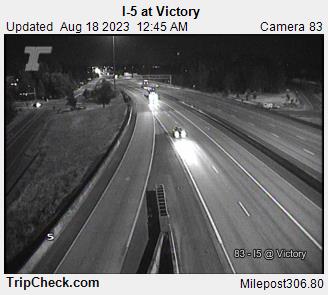 I-5 at Victory
Updated Aug 18 2023 12:45 AM Camera 83
T
S
83 - I5 @ Victory
TripCheck.com Milepost306.80